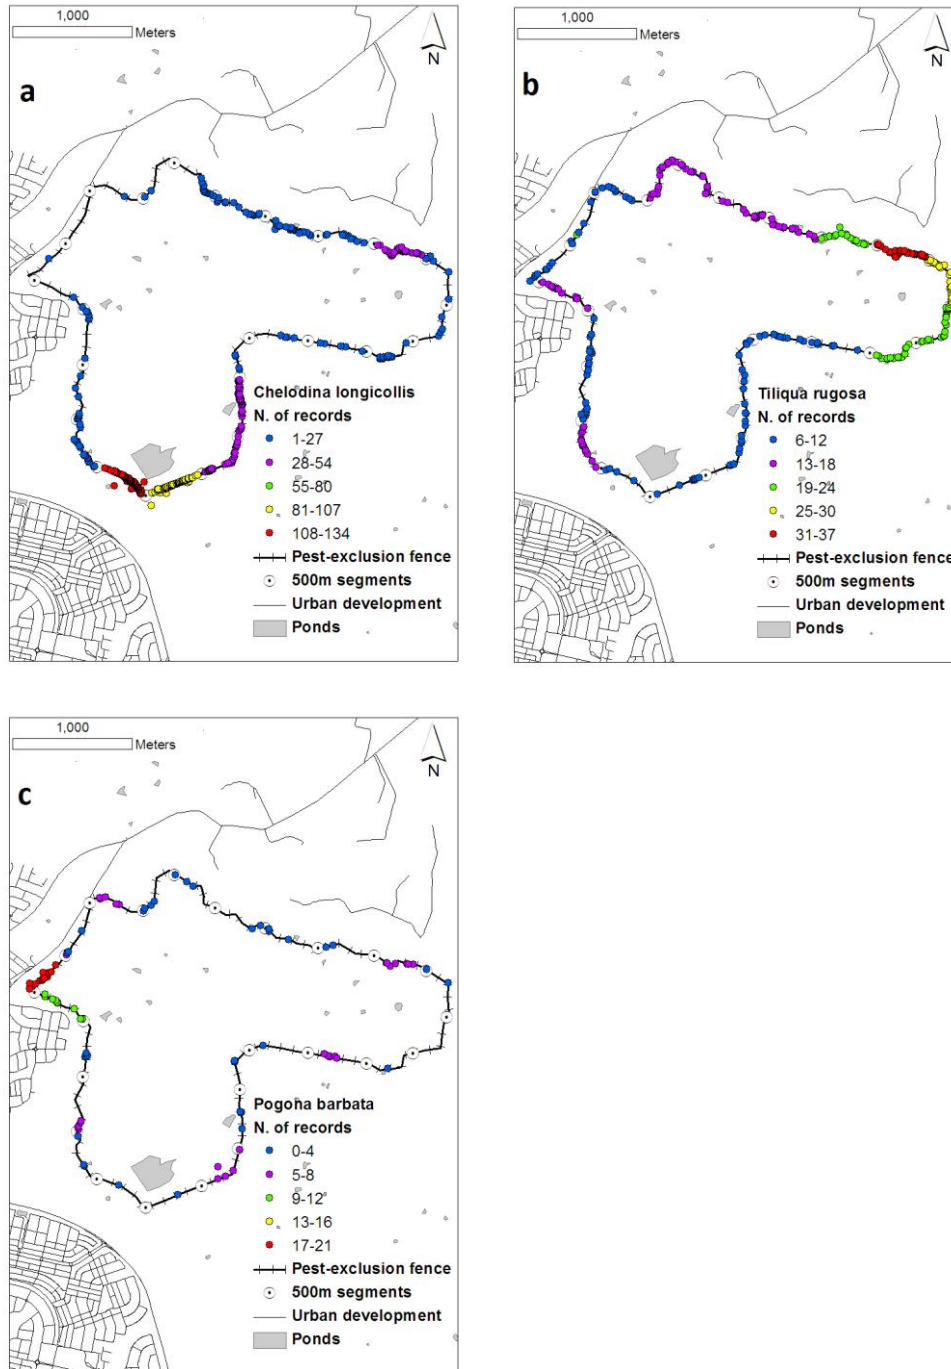 1,000
Meters
N
a
Chelodina longicollis
N. of records
1-27
28-54
55-80
81-107
108-134
Pest-exclusion fence
500m segments
Urban development
Ponds
1,000
Meters
N
b
Tiliqua rugosa
N. of records
6-12
13-18
19-24
25-30
31-37
Pest-exclusion fence
500m segments
Urban development
Ponds
1,000
Meters
N
c
Pogona barbata
N. of records
0-4
5-8
9-12
13-16
17-21
Pest-exclusion fence
500m segments
Urban development
Ponds